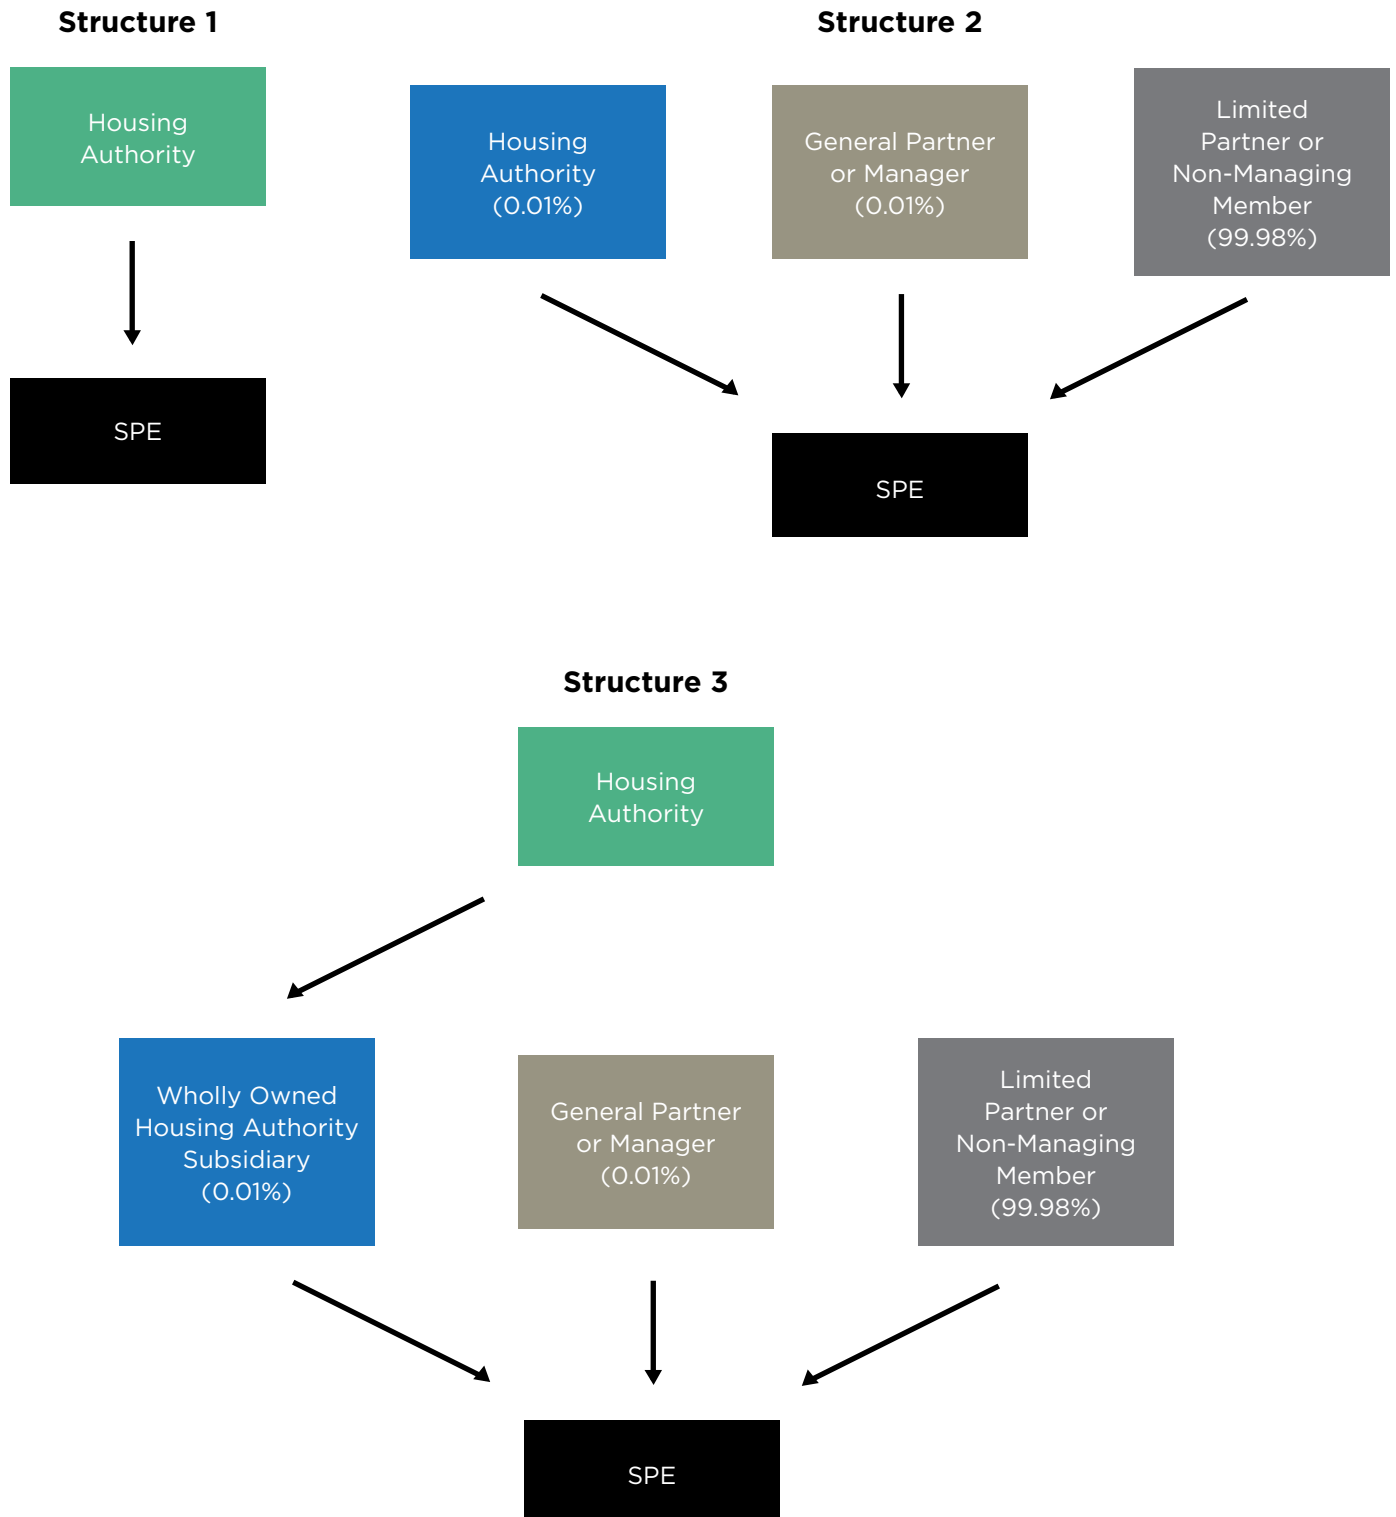 Structure 1
Housing
Authority
SPE
Structure 2
Housing
Authority
(0.01%)
General Partner
or Manager
(0.01%)
Limited
Partner or
Non-Managing
Member
(99.98%)
SPE
Structure 3
Housing
Authority
Wholly Owned
Housing Authority
Subsidiary
(0.01%)
General Partner
or Manager
(0.01%)
Limited
Partner or
Non-Managing
Member
(99.98%)
SPE